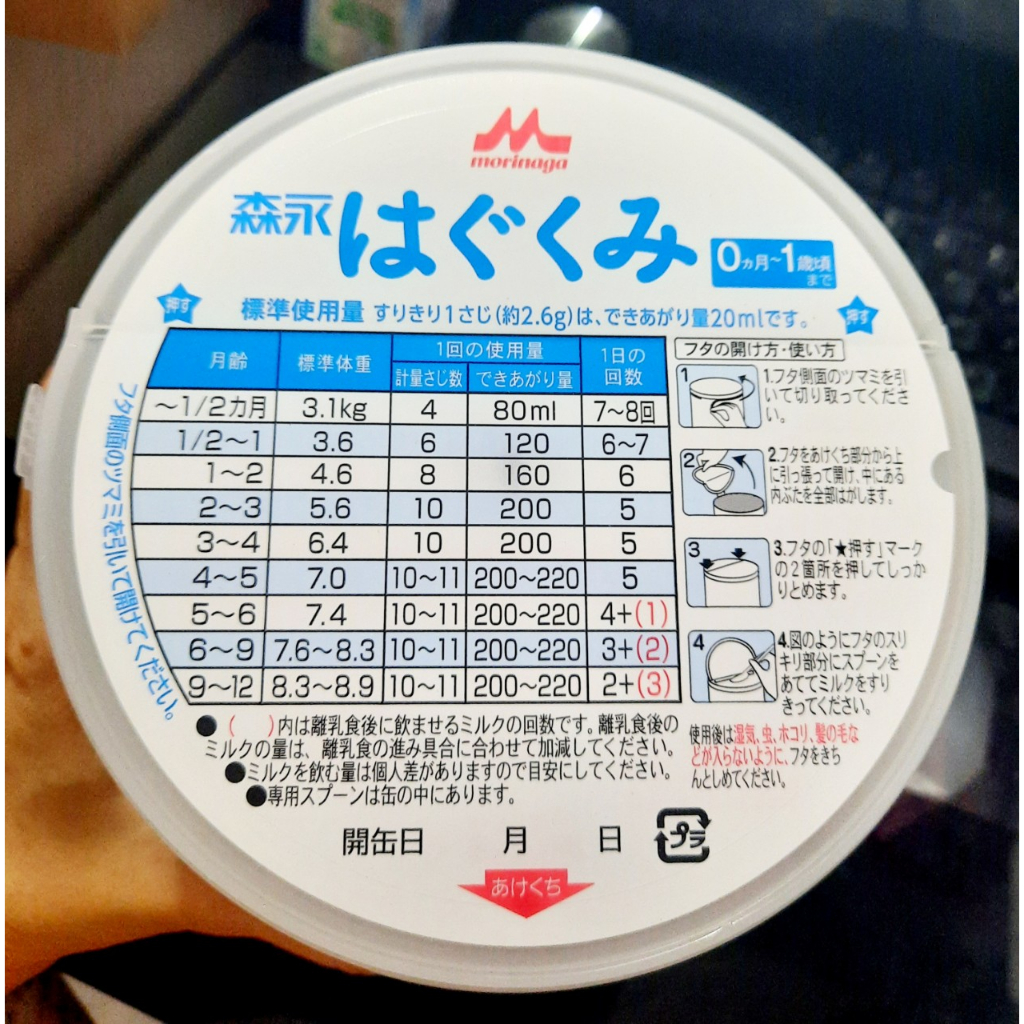 morinaga
森永 はぐくみ 0ヵ月～1歳頃まで
押す
標準使用量 すりきり1さじ(約2.6g)は、できあがり量20mlです。
押す
月齢 標準体重 1回の使用量 1日の回数
計量さじ数 できあがり量
～1/2カ月 3.1kg 4 80ml 7～8回
1/2～1 3.6 6 120 6～7
1～2 4.6 8 160 6
2～3 5.6 10 200 5
3～4 6.4 10 200 5
4～5 7.0 10～11 200～220 5
5～6 7.4 10～11 200～220 4+(1)
6～9 7.6～8.3 10～11 200～220 3+(2)
9～12 8.3～8.9 10～11 200～220 2+(3)
●( )内は離乳食後に飲ませるミルクの回数です。離乳食後の
ミルクの量は、離乳食の進み具合に合わせて加減してください。
●ミルクを飲む量は個人差がありますので目安にしてください。
●専用スプーンは缶の中にあります。
フタ側面のツマミを引いて開けてください。
フタの開け方・使い方
1
1.フタ側面のツマミを引
いて切り取ってくださ
い。
2
2.フタをあけくち部分から上
に引っ張って開け、中にある
内ぶたを全部はがします。
3
3.フタの「★押す」マーク
の2箇所を押してしっか
りとめます。
4
4.図のようにフタのスリ
キリ部分にスプーンを
あててミルクをすり
きってください。
使用後は湿気、虫、ホコリ、髪の毛な
どが入らないように、フタをきち
んとしめてください。
開缶日 月 日
プラ
あけくち